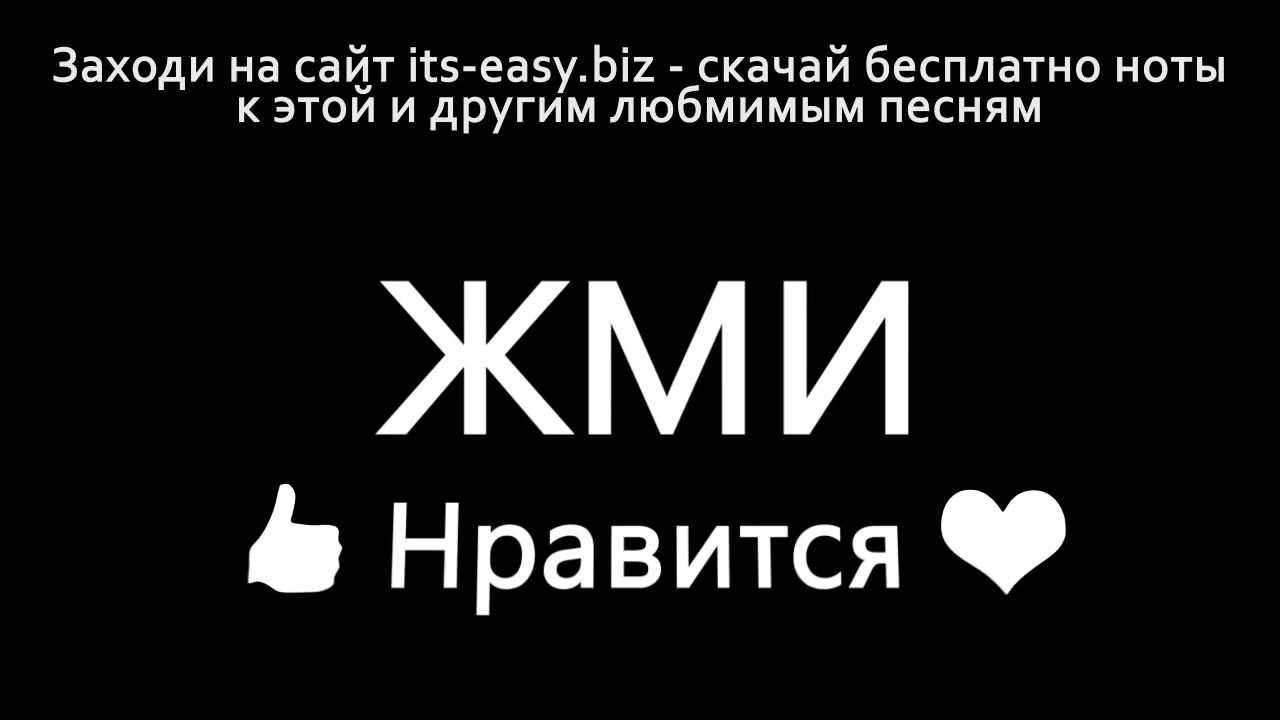 Заходи на сайт its-easy.biz - скачай бесплатно ноты
к этой и другим любмимым песням
ЖМИ
Нравится